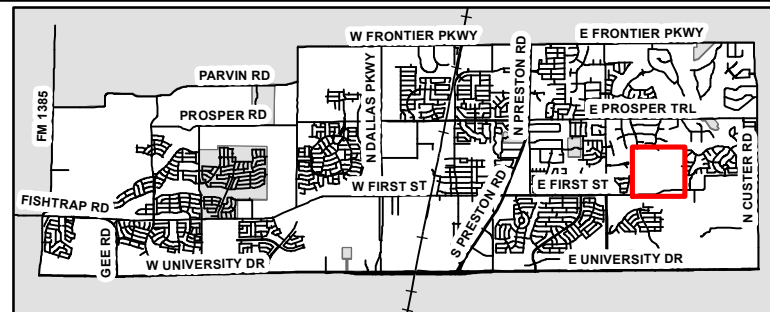 W FRONTIER PKWY
E FRONTIER PKWY
PARVIN RD
PROSPER RD
FM 1385
N DALLAS PKWY
N PRESTON RD
E PROSPER TRL
N CUSTER RD
W FIRST ST
E FIRST ST
FISHTRAP RD
S PRESTON RD
GEE RD
W UNIVERSITY DR
E UNIVERSITY DR